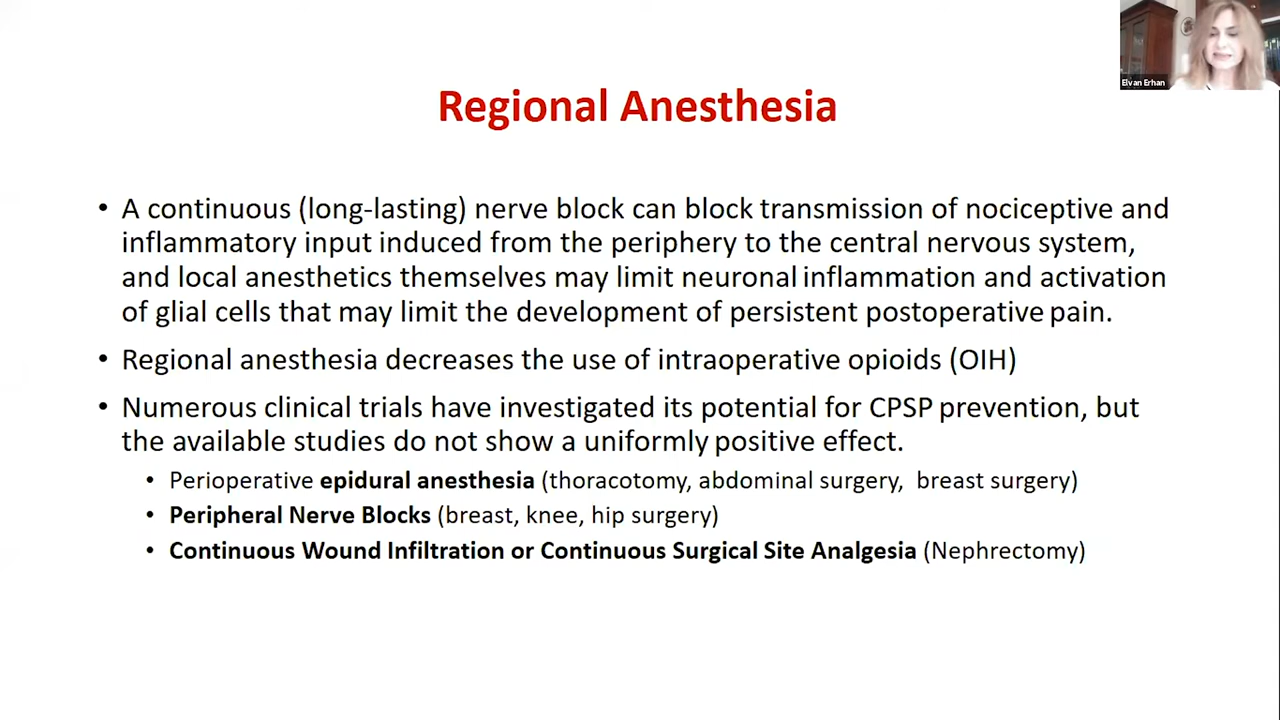 Elvan Erhan
Regional Anesthesia
• A continuous (long-lasting) nerve block can block transmission of nociceptive and
inflammatory input induced from the periphery to the central nervous system,
and local anesthetics themselves may limit neuronal inflammation and activation
of glial cells that may limit the development of persistent postoperative pain.
• Regional anesthesia decreases the use of intraoperative opioids (OIH)
• Numerous clinical trials have investigated its potential for CPSP prevention, but
the available studies do not show a uniformly positive effect.
• Perioperative epidural anesthesia (thoracotomy, abdominal surgery, breast surgery)
• Peripheral Nerve Blocks (breast, knee, hip surgery)
• Continuous Wound Infiltration or Continuous Surgical Site Analgesia (Nephrectomy)